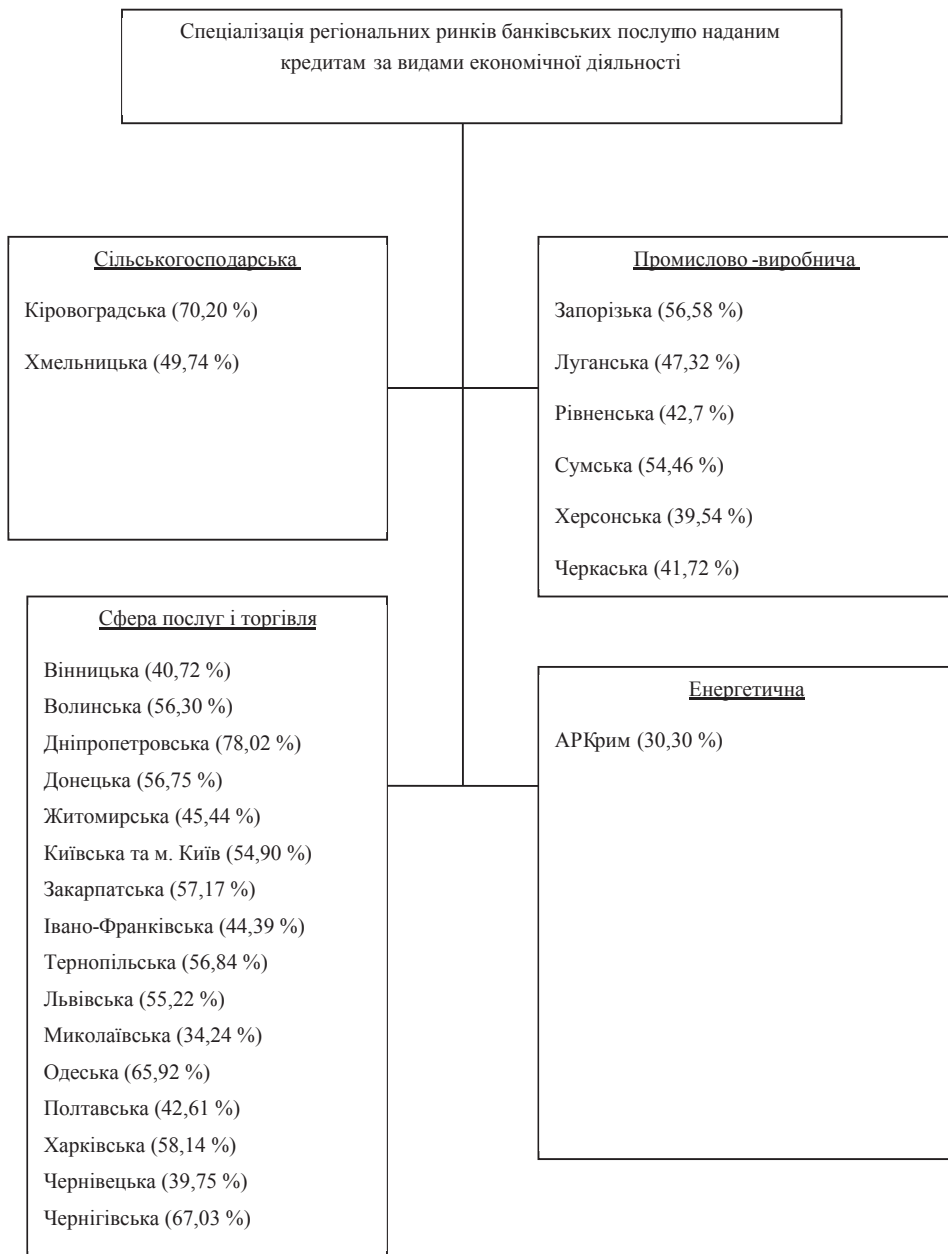 Спеціалізація регіональних ринків банківських послугпо наданим
кредитам за видами економічної діяльності
Сільськогосподарська
Кіровоградська (70,20 %)
Хмельницька (49,74 %)
Промислово -виробнича
Запорізька (56,58 %)
Луганська (47,32 %)
Рівненська (42,7 %)
Сумська (54,46 %)
Херсонська (39,54 %)
Черкаська (41,72 %)
Сфера послуг і торгівля
Вінницька (40,72 %)
Волинська (56,30 %)
Дніпропетровська (78,02 %)
Донецька (56,75 %)
Житомирська (45,44 %)
Київська та м. Київ (54,90 %)
Закарпатська (57,17 %)
Івано-Франківська (44,39 %)
Тернопільська (56,84 %)
Львівська (55,22 %)
Миколаївська (34,24 %)
Одеська (65,92 %)
Полтавська (42,61 %)
Харківська (58,14 %)
Чернівецька (39,75 %)
Чернігівська (67,03 %)
Енергетична
АРКрим (30,30 %)